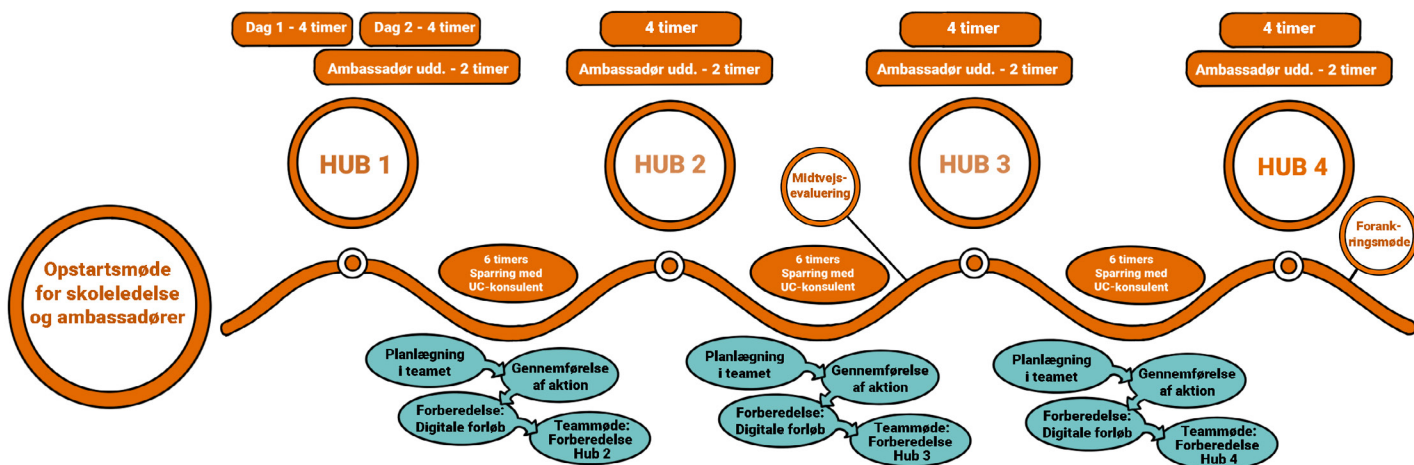 Opstartsmøde
for skoleledelse
og ambassadører
Dag 1 - 4 timer
Dag 2 - 4 timer
Ambassadør udd. - 2 timer
HUB 1
6 timers
Sparring med
UC-konsulent
Planlægning
i teamet
Gennemførelse
af aktion
Forberedelse:
Digitale forløb
Teammøde:
Forberedelse
Hub 2
4 timer
Ambassadør udd. - 2 timer
HUB 2
6 timers
Sparring med
UC-konsulent
Midtvejs-
evaluering
Planlægning
i teamet
Gennemførelse
af aktion
Forberedelse:
Digitale forløb
Teammøde:
Forberedelse
Hub 3
4 timer
Ambassadør udd. - 2 timer
HUB 3
6 timers
Sparring med
UC-konsulent
Planlægning
i teamet
Gennemførelse
af aktion
Forberedelse:
Digitale forløb
Teammøde:
Forberedelse
Hub 4
4 timer
Ambassadør udd. - 2 timer
HUB 4
Forank-
ringsmøde